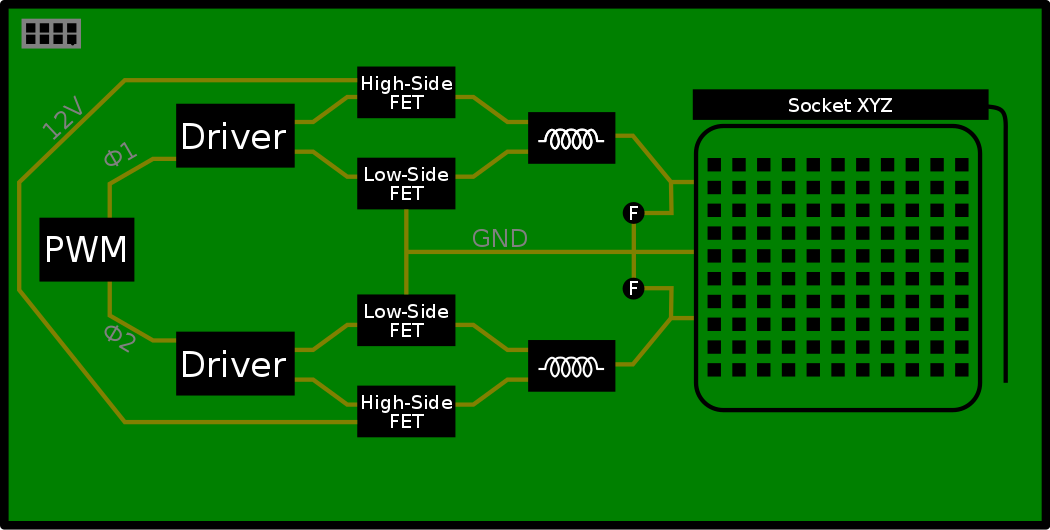 High-Side
FET
Socket XYZ
12V
Driver
Φ1
Low-Side
FET
F
PWM
GND
F
Low-Side
FET
Φ2
Driver
High-Side
FET